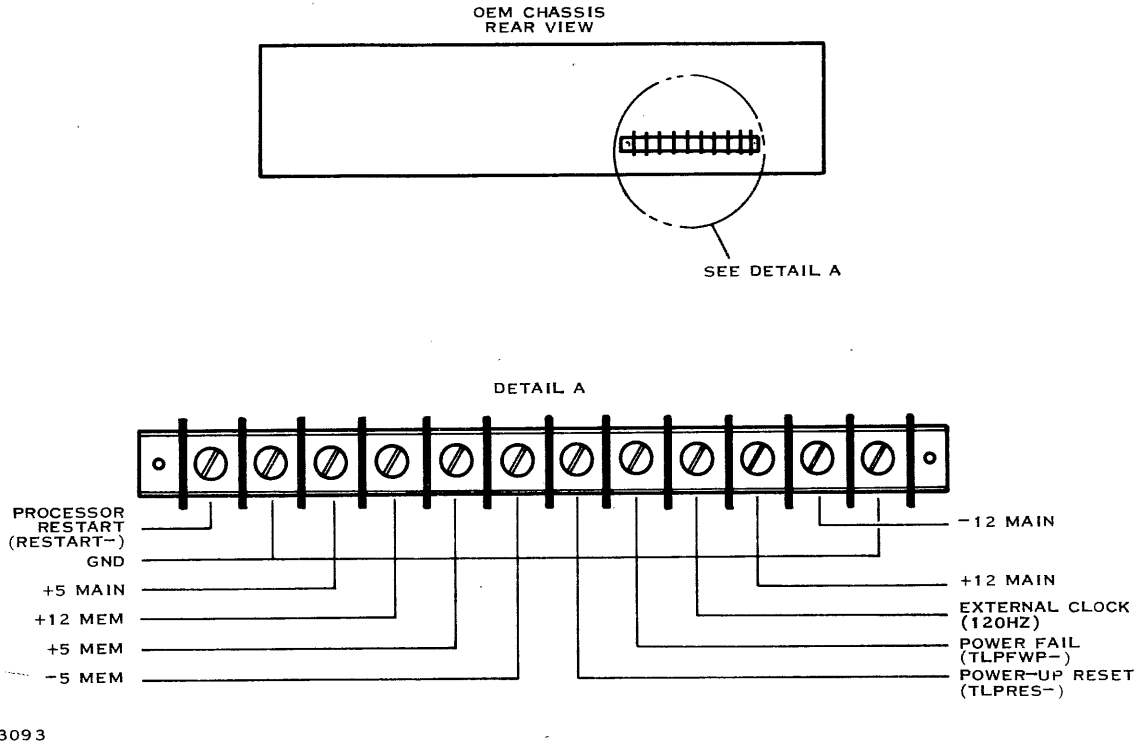 OEM CHASSIS
REAR VIEW
SEE DETAIL A
DETAIL A
PROCESSOR
RESTART
(RESTART-)
GND
+5 MAIN
+12 MEM
+5 MEM
-5 MEM
-12 MAIN
+12 MAIN
EXTERNAL CLOCK
(120HZ)
POWER FAIL
(TLPFWP-)
POWER-UP RESET
(TLPRES-)
3093